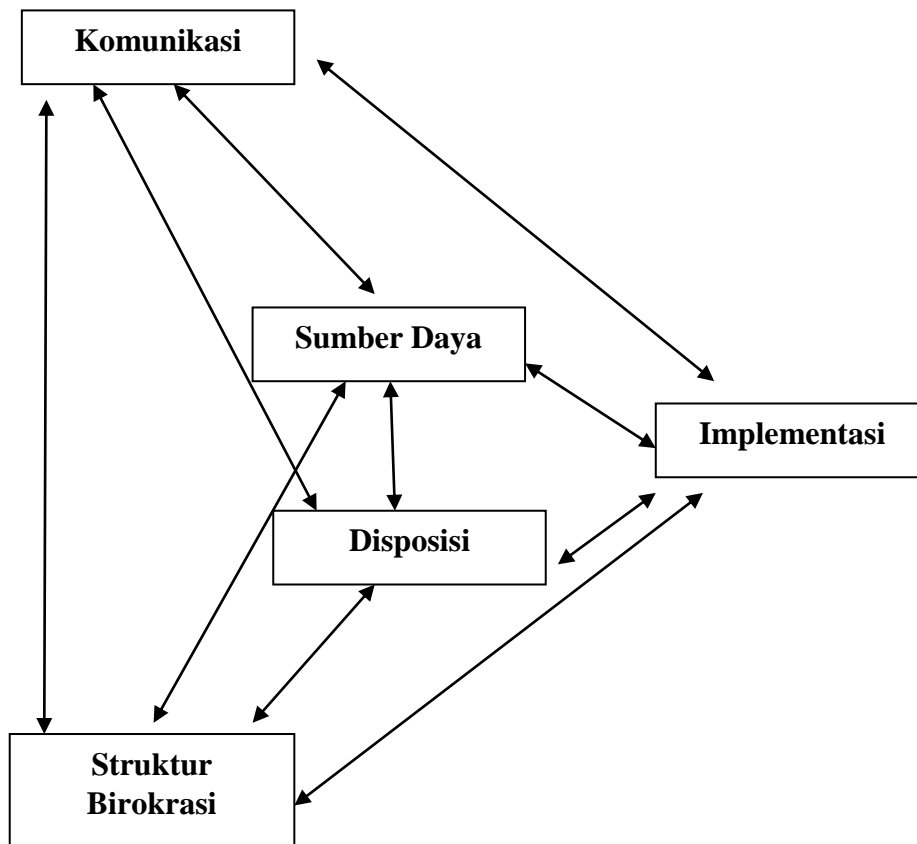 Komunikasi
Sumber Daya
Implementasi
Disposisi
Struktur
Birokrasi